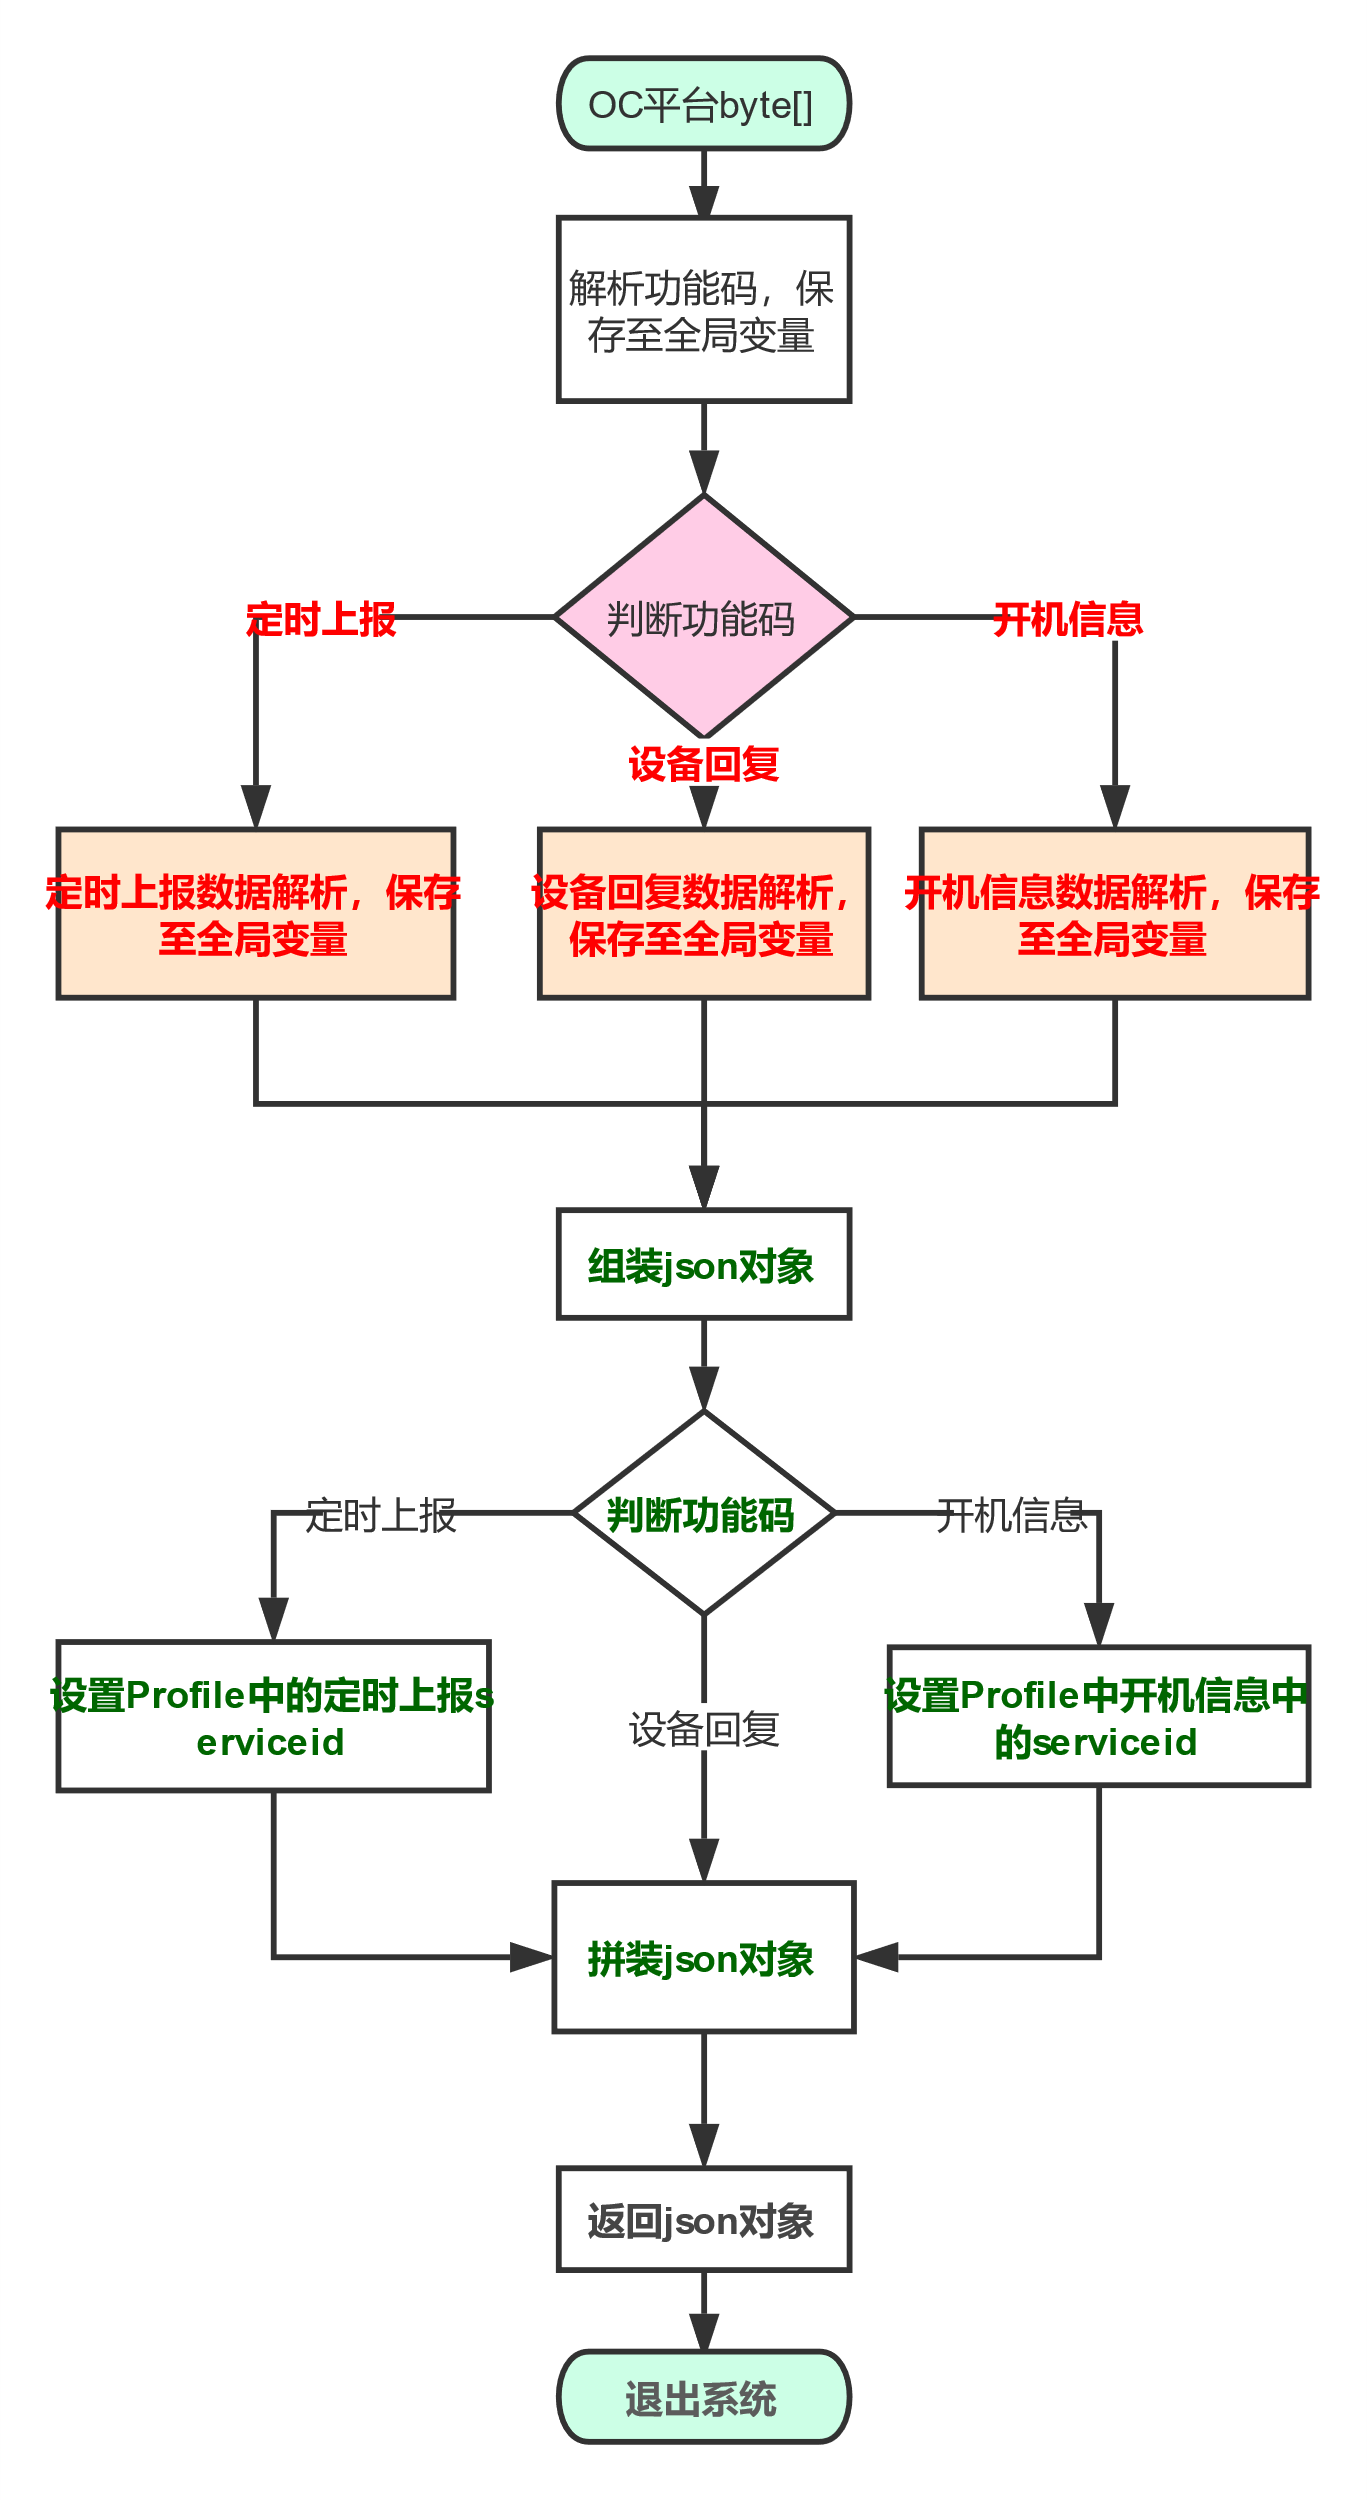 OC平台byte[]
解析功能码，保
存至全局变量
判断功能码
定时上报
开机信息
设备回复
定时上报数据解析，保存
至全局变量
设备回复数据解析，
保存至全局变量
开机信息数据解析，保存
至全局变量
组装json对象
判断功能码
定时上报
开机信息
设置Profile中的定时上报s
erviceid
设置Profile中开机信息中
的serviceid
设备回复
拼装json对象
返回json对象
退出系统